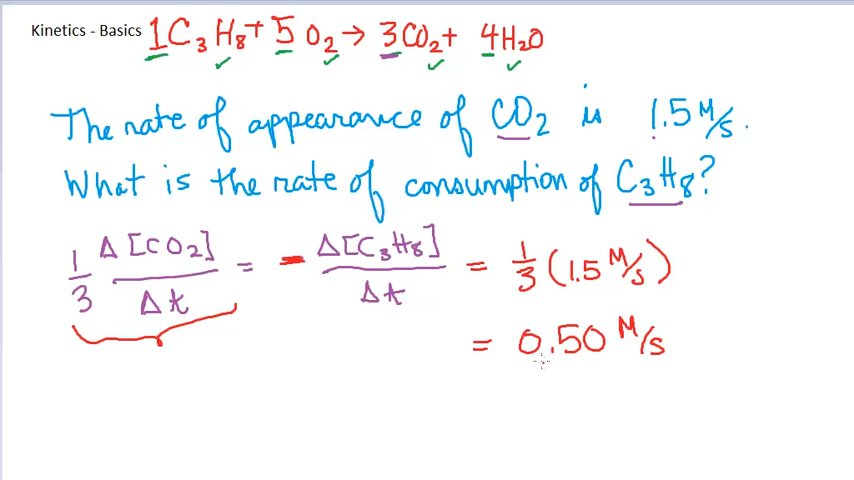 Kinetics - Basics 1C₃H₈ + 5O₂ → 3CO₂ + 4H₂O
The rate of appearance of CO₂ is 1.5 M/s.
What is the rate of consumption of C₃H₈?
1/3 Δ[CO₂]/Δt = - Δ[C₃H₈]/Δt = 1/3 (1.5 M/s)
= 0.50 M/s